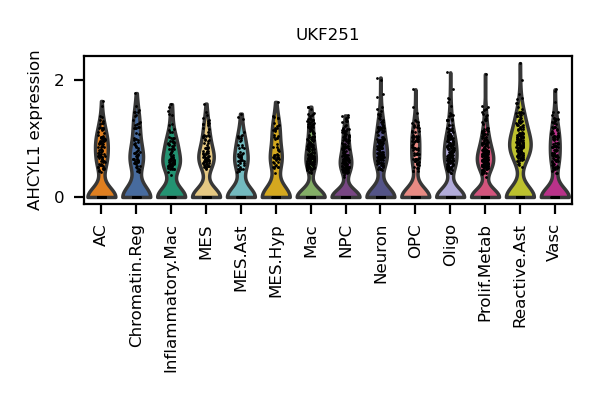 UKF251
AHCYL1 expression
2
0
AC
Chromatin.Reg
Inflammatory.Mac
MES
MES.Ast
MES.Hyp
Mac
NPC
Neuron
OPC
Oligo
Prolif.Metab
Reactive.Ast
Vasc